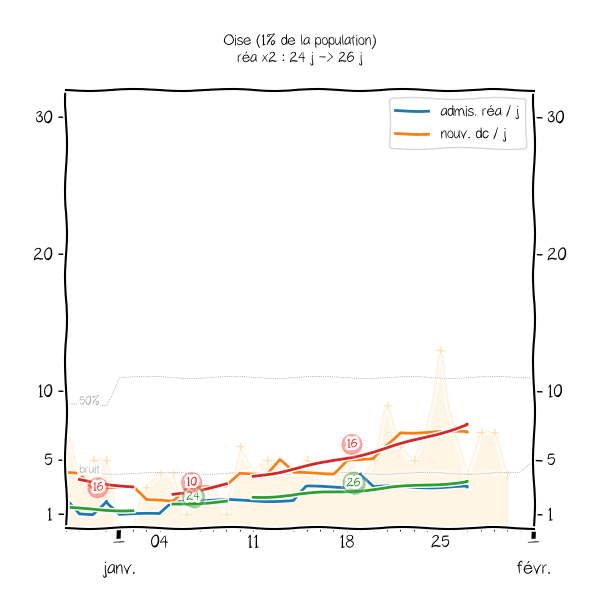 Oise (1% de la population)
réa x2 : 24 j -> 26 j
admis. réa / j
nouv. dc / j
30
30
20
20
10
10
50%
5
5
bruit
1
1
16
10
24
16
26
04
11
18
25
janv.
févr.